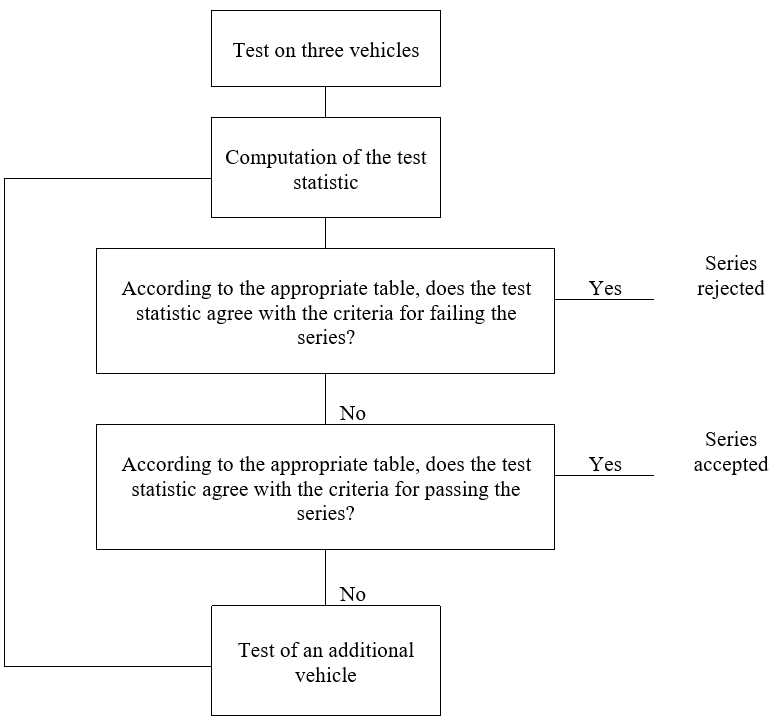 Test on three vehicles
Computation of the test
statistic
According to the appropriate table, does the test
statistic agree with the criteria for failing the
series?
Yes
Series
rejected
No
According to the appropriate table, does the test
statistic agree with the criteria for passing the
series?
Yes
Series
accepted
No
Test of an additional
vehicle